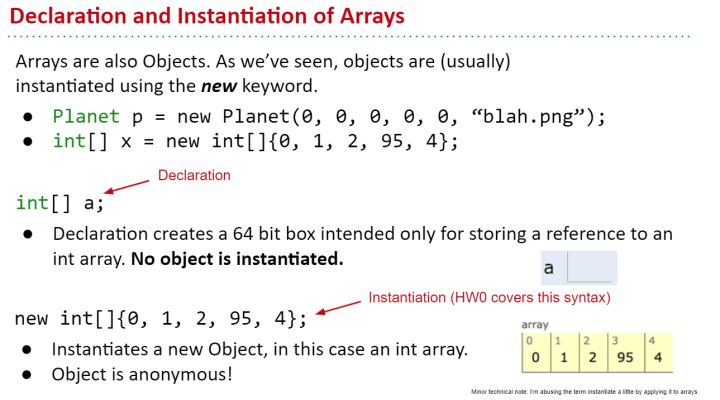 Declaration and Instantiation of Arrays
Arrays are also Objects. As we’ve seen, objects are (usually)
instantiated using the new keyword.
● Planet p = new Planet(0, 0, 0, 0, 0, “blah.png”);
● int[] x = new int[]{0, 1, 2, 95, 4};
Declaration
int[] a;
● Declaration creates a 64 bit box intended only for storing a reference to an
int array. No object is instantiated.
a
Instantiation (HW0 covers this syntax)
new int[]{0, 1, 2, 95, 4};
array
0 1 2 3 4
0 1 2 95 4
● Instantiates a new Object, in this case an int array.
● Object is anonymous!
Minor technical note: I'm abusing the term instantiate a little by applying it to arrays.